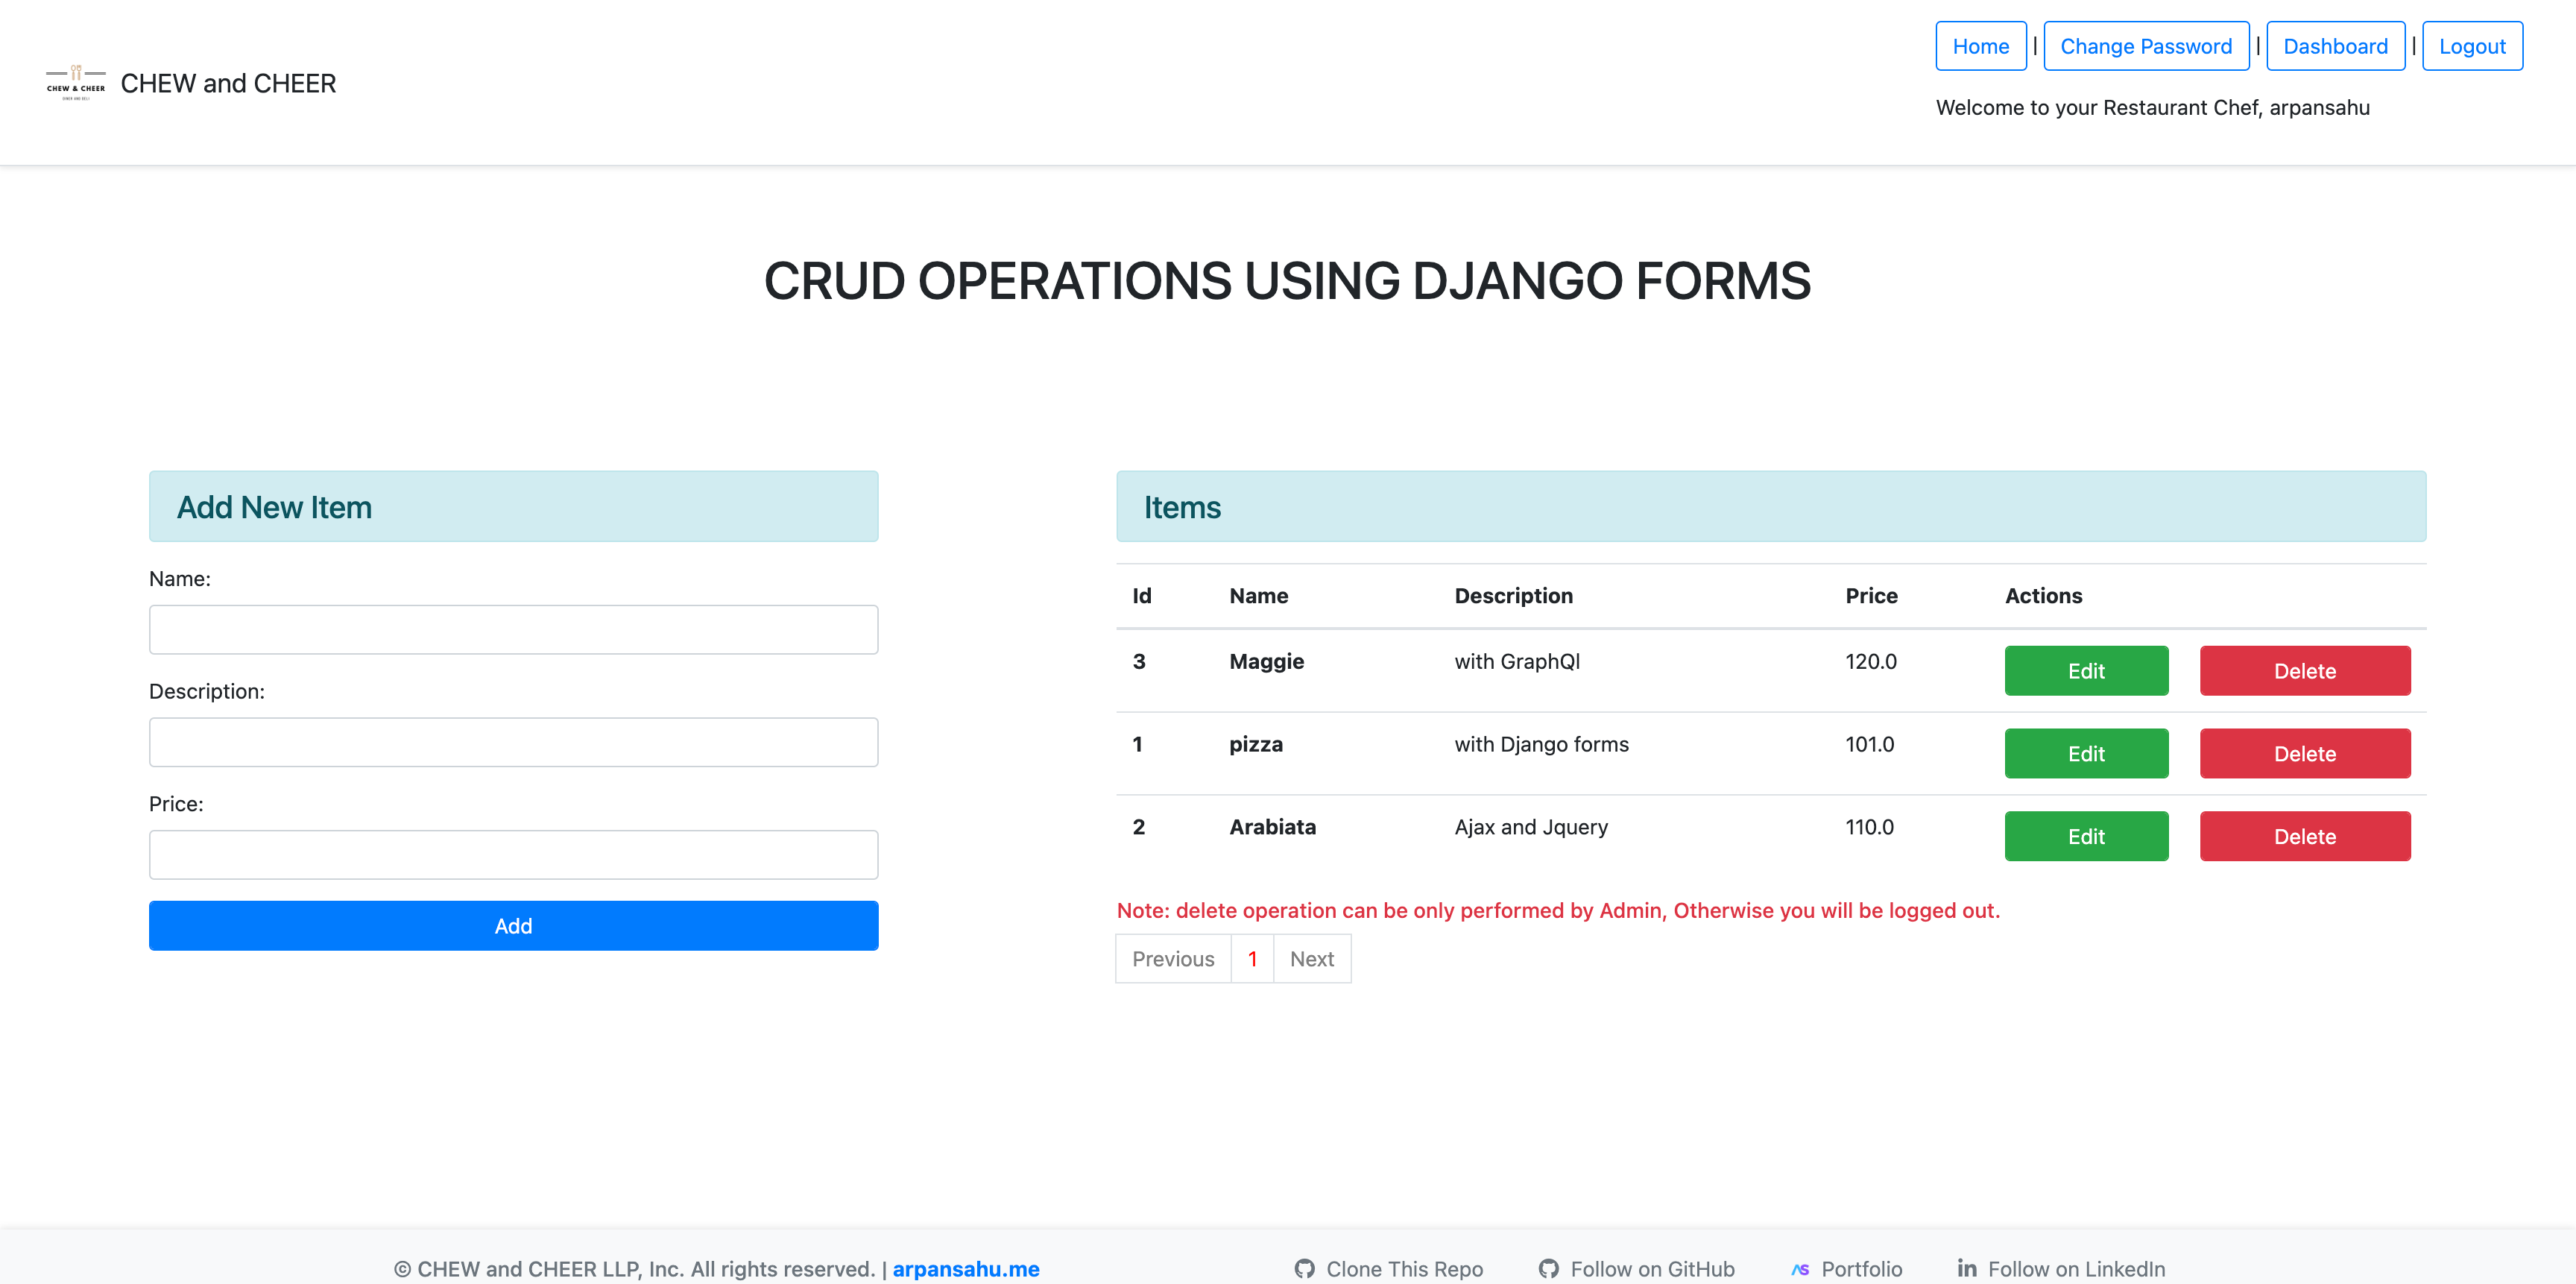 CHEW & CHEER
DINER AND DELI
CHEW and CHEER
Home | Change Password | Dashboard | Logout
Welcome to your Restaurant Chef, arpansahu
CRUD OPERATIONS USING DJANGO FORMS
Add New Item
Name:
Description:
Price:
Add
Items
Id Name Description Price Actions
3 Maggie with GraphQl 120.0 Edit Delete
1 pizza with Django forms 101.0 Edit Delete
2 Arabiata Ajax and Jquery 110.0 Edit Delete
Note: delete operation can be only performed by Admin, Otherwise you will be logged out.
Previous 1 Next
© CHEW and CHEER LLP, Inc. All rights reserved. | arpansahu.me
Clone This Repo Follow on GitHub AS Portfolio in Follow on LinkedIn